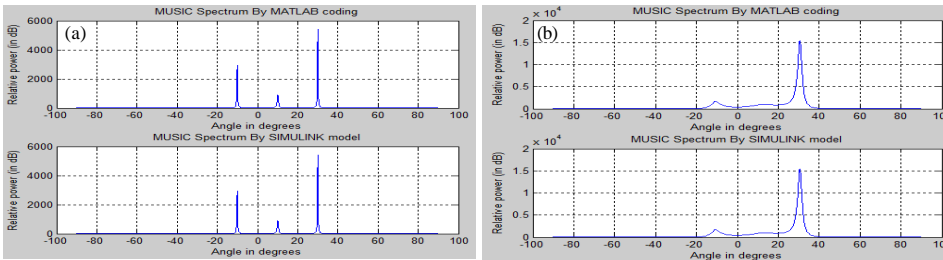 MUSIC Spectrum By MATLAB coding
(a)
6000
4000
2000
0
Relative power (in dB)
-100 -80 -60 -40 -20 0 20 40 60 80 100
Angle in degrees
MUSIC Spectrum By SIMULINK model
6000
4000
2000
0
Relative power (in dB)
-100 -80 -60 -40 -20 0 20 40 60 80 100
Angle in degrees
x 10^4
MUSIC Spectrum By MATLAB coding
(b)
2
1.5
1
0.5
0
Relative power (in dB)
-100 -80 -60 -40 -20 0 20 40 60 80 100
Angle in degrees
x 10^4
MUSIC Spectrum By SIMULINK model
2
1.5
1
0.5
0
Relative power (in dB)
-100 -80 -60 -40 -20 0 20 40 60 80 100
Angle in degrees